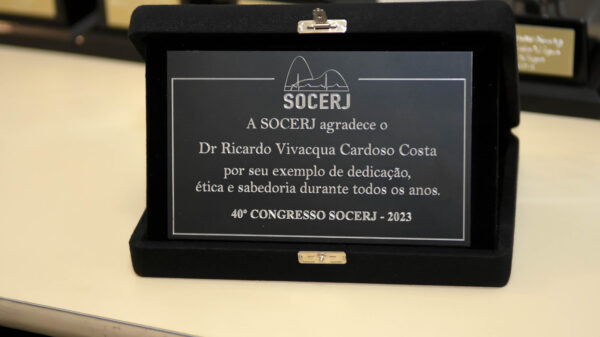 SOCERJ
A SOCERJ agradece o
Dr Ricardo Vivacqua Cardoso Costa
por seu exemplo de dedicação,
ética e sabedoria durante todos os anos.
40º CONGRESSO SOCERJ - 2023